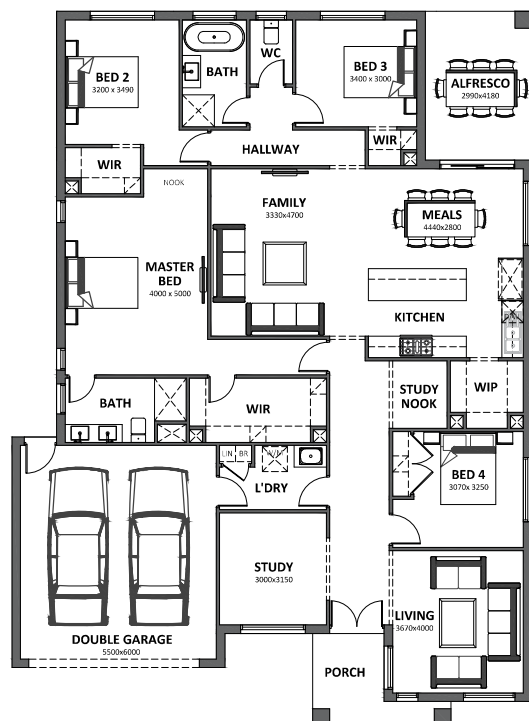 BED 2
3200 x 3490
BATH
WC
BED 3
3400 x 3000
ALFRESCO
2990x4180
HALLWAY
WIR
WIR
NOOK
FAMILY
3330x4700
MEALS
4440x2800
MASTER
BED
4000 x 5000
KITCHEN
BATH
WIR
STUDY
NOOK
WIP
LIN
BR
L'DRY
BED 4
3070x 3250
STUDY
3000x3150
LIVING
3670x4000
DOUBLE GARAGE
5500x6000
PORCH